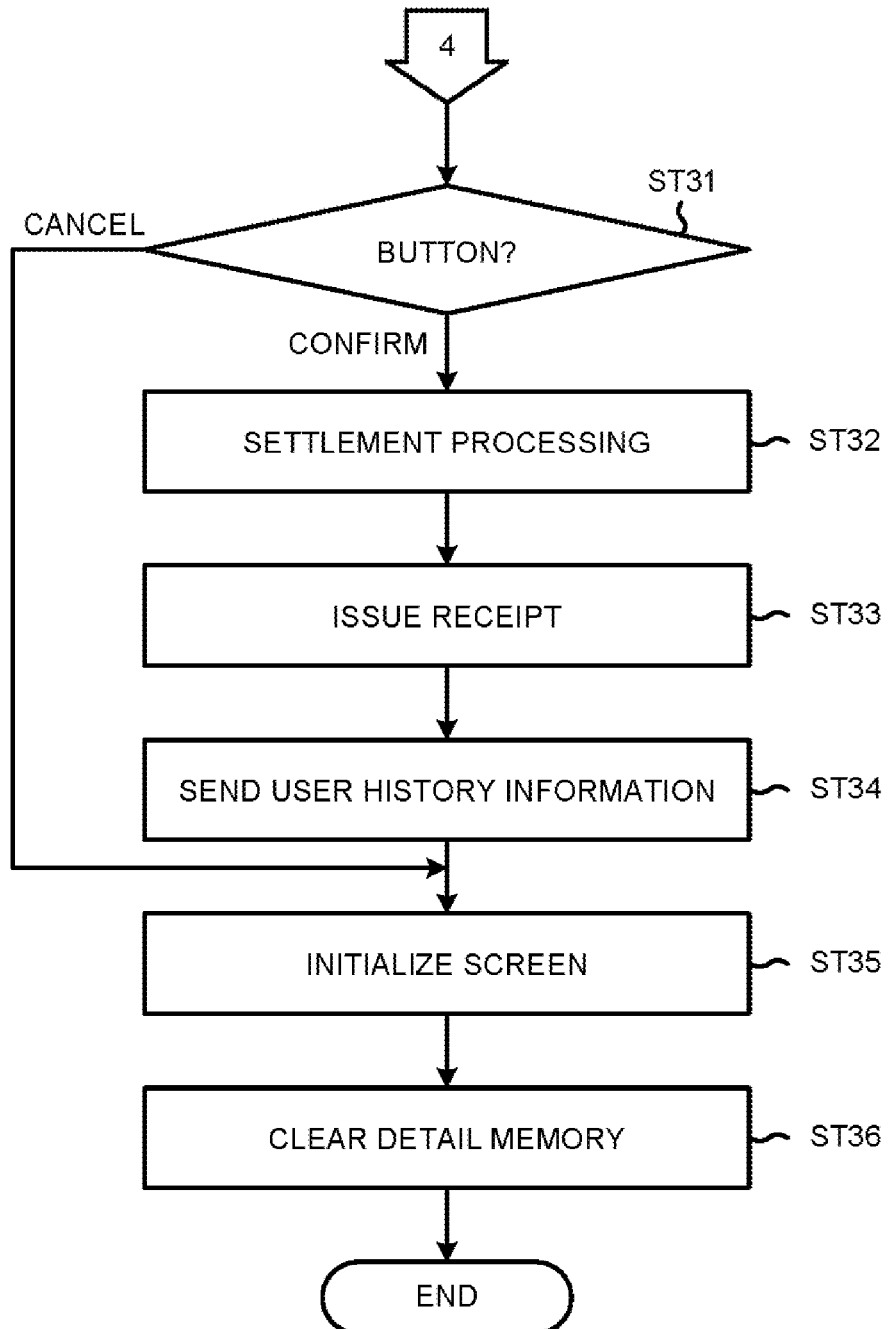 4
ST31
CANCEL
BUTTON?
CONFIRM
SETTLEMENT PROCESSING
ST32
ISSUE RECEIPT
ST33
SEND USER HISTORY INFORMATION
ST34
INITIALIZE SCREEN
ST35
CLEAR DETAIL MEMORY
ST36
END